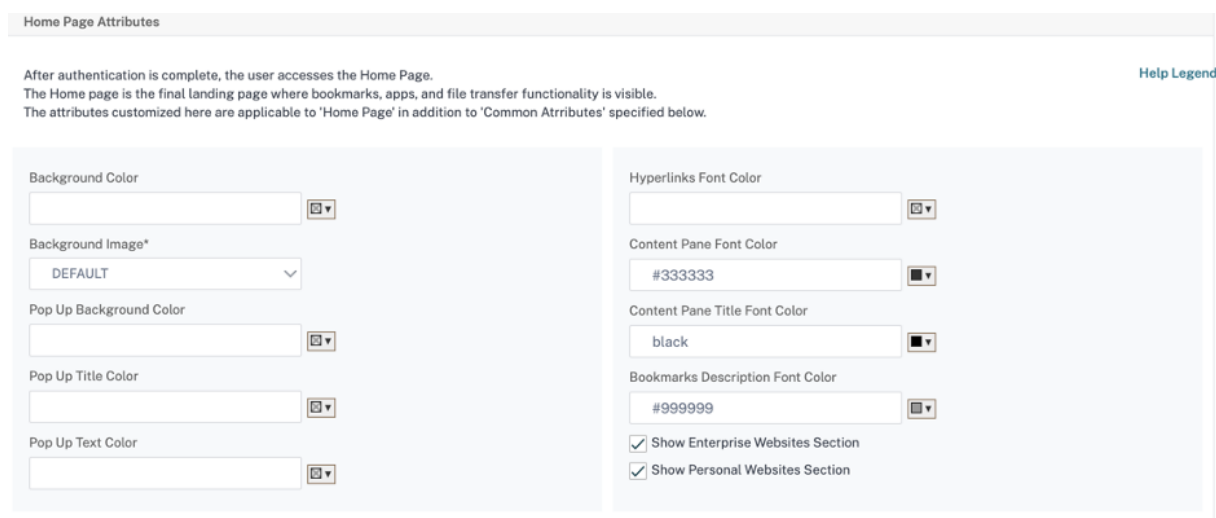 Home Page Attributes
After authentication is complete, the user accesses the Home Page.
Help Legend
The Home page is the final landing page where bookmarks, apps, and file transfer functionality is visible.
The attributes customized here are applicable to 'Home Page' in addition to 'Common Atrributes' specified below.
Background Color
Background Image*
DEFAULT
Pop Up Background Color
Pop Up Title Color
Pop Up Text Color
Hyperlinks Font Color
Content Pane Font Color
#333333
Content Pane Title Font Color
black
Bookmarks Description Font Color
#999999
Show Enterprise Websites Section
Show Personal Websites Section